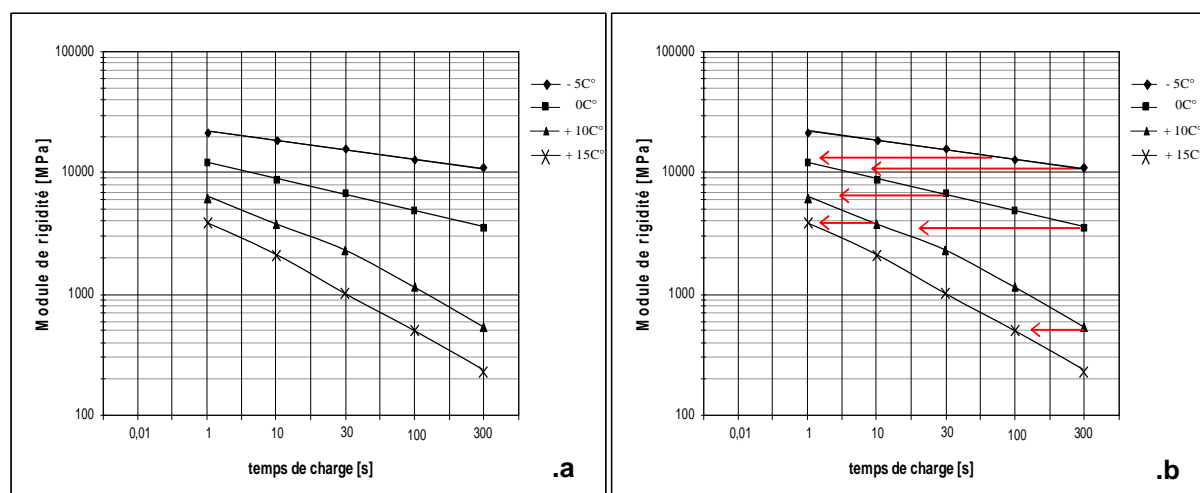 100000
10000
1000
100
Module de rigidité [MPa]
0,01 1 10 30 100 300
temps de charge [s]
- 5C°
0C°
+ 10C°
+ 15C°
.a
100000
10000
1000
100
Module de rigidité [MPa]
0,01 1 10 30 100 300
temps de charge [s]
- 5C°
0C°
+ 10C°
+ 15C°
.b